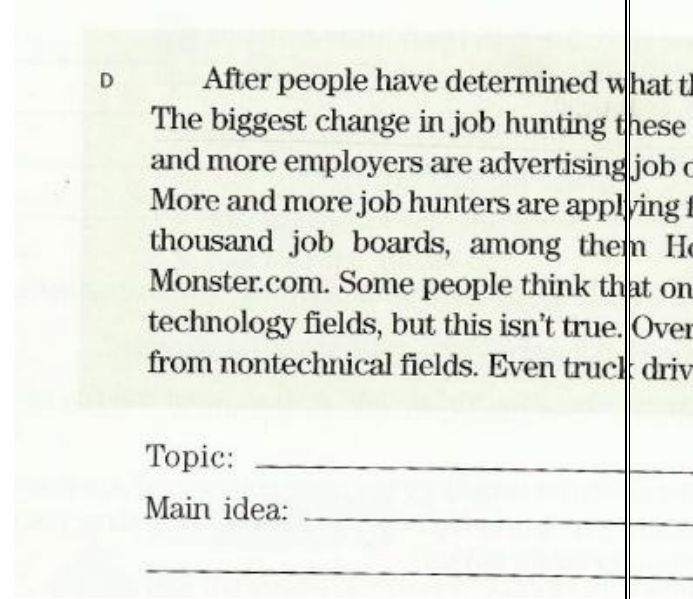 D After people have determined what th
The biggest change in job hunting these
and more employers are advertising job o
More and more job hunters are applying f
thousand job boards, among them Ho
Monster.com. Some people think that on
technology fields, but this isn't true. Over
from nontechnical fields. Even truck driv
Topic:
Main idea: